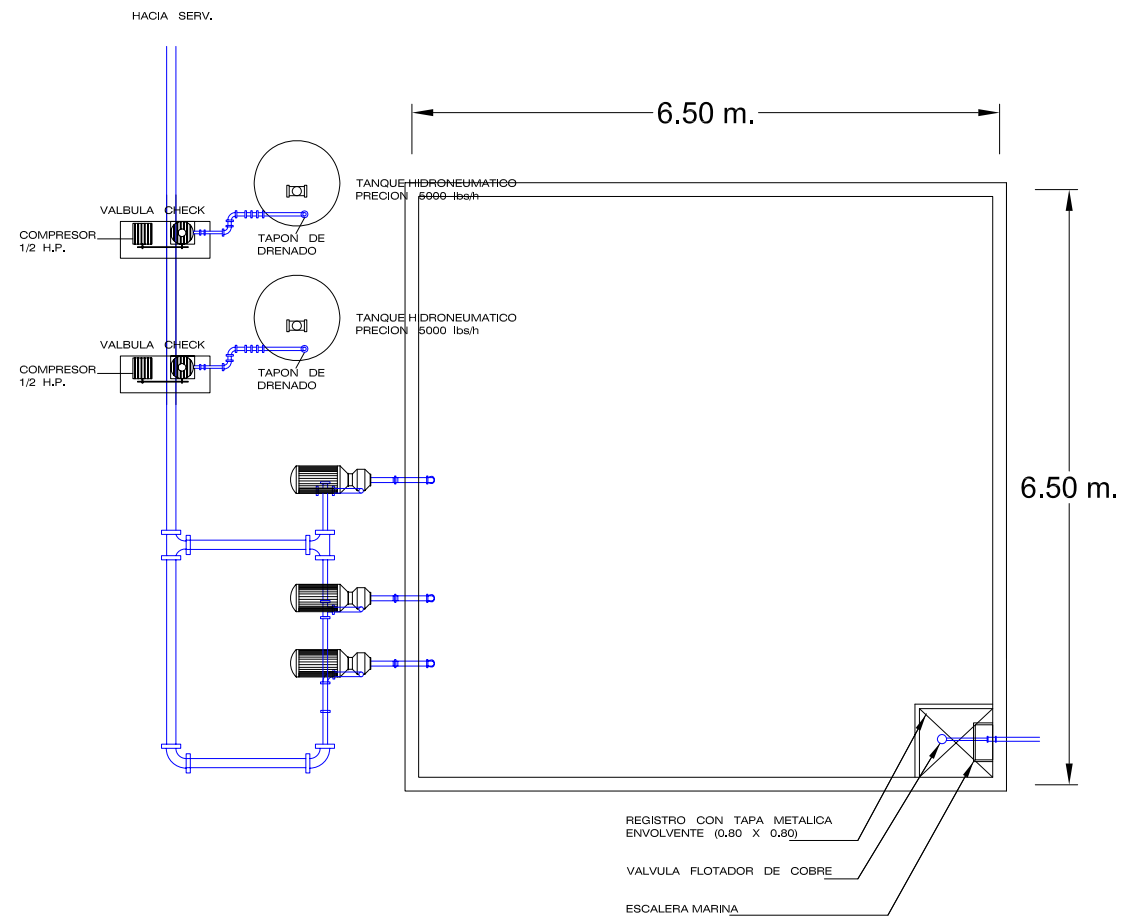 HACIA SERV.
6.50 m.
TANQUE HIDRONEUMATICO
PRECION 5000 lbs/h
VALBULA CHECK
COMPRESOR
1/2 H.P.
TAPON DE
DRENADO
TANQUE HIDRONEUMATICO
PRECION 5000 lbs/h
VALBULA CHECK
COMPRESOR
1/2 H.P.
TAPON DE
DRENADO
6.50 m.
REGISTRO CON TAPA METALICA
ENVOLVENTE (0.80 X 0.80)
VALVULA FLOTADOR DE COBRE
ESCALERA MARINA